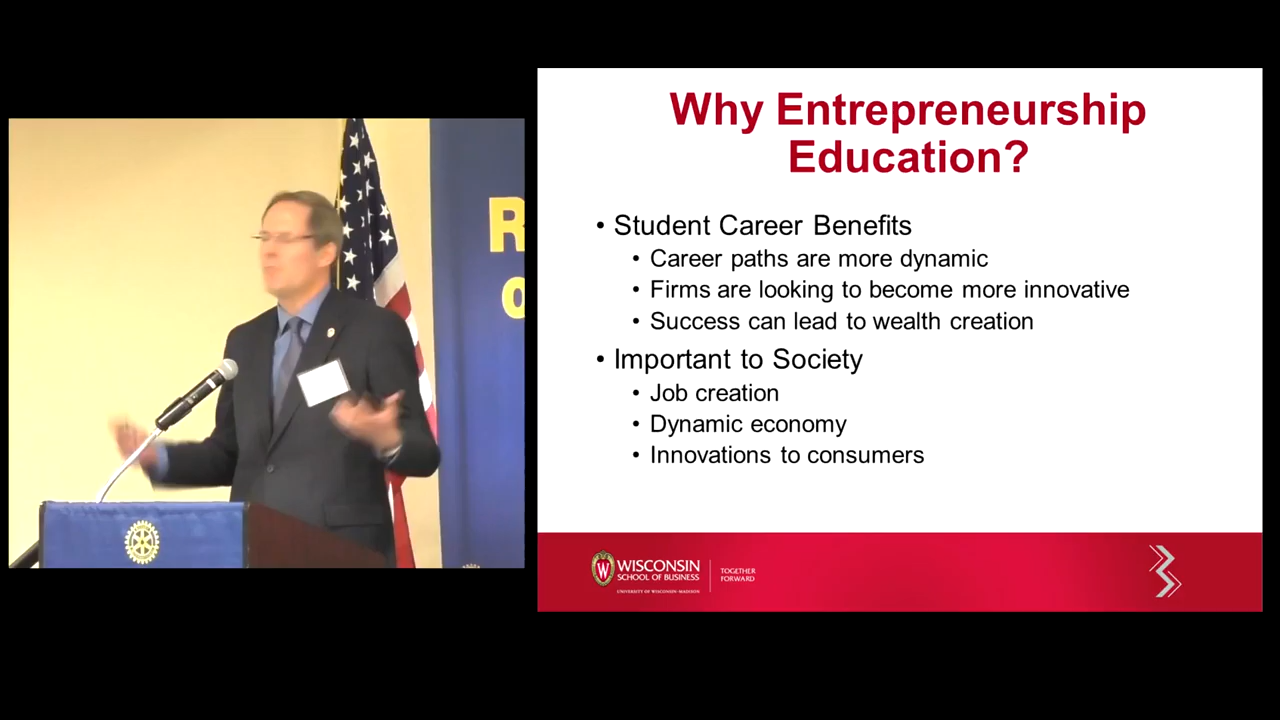 R
Why Entrepreneurship
Education?
• Student Career Benefits
• Career paths are more dynamic
• Firms are looking to become more innovative
• Success can lead to wealth creation
• Important to Society
• Job creation
• Dynamic economy
• Innovations to consumers
W
WISCONSIN
SCHOOL OF BUSINESS
UNIVERSITY OF WISCONSIN-MADISON
TOGETHER
FORWARD